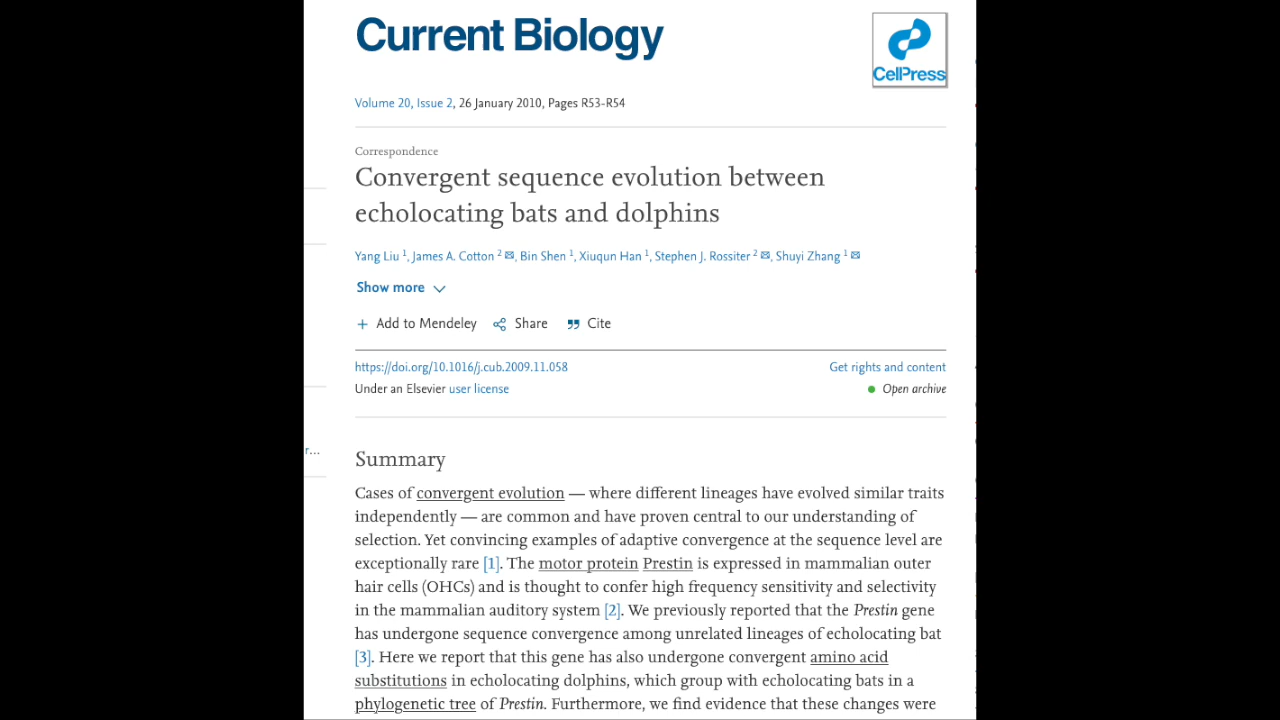 Current Biology
CellPress
Volume 20, Issue 2, 26 January 2010, Pages R53-R54
Correspondence
Convergent sequence evolution between
echolocating bats and dolphins
Yang Liu 1, James A. Cotton 2 ✉, Bin Shen 1, Xiuqun Han 1, Stephen J. Rossiter 2 ✉, Shuyi Zhang 1 ✉
Show more
+ Add to Mendeley Share Cite
https://doi.org/10.1016/j.cub.2009.11.058 Get rights and content
Under an Elsevier user license Open archive
r...
Summary
Cases of convergent evolution — where different lineages have evolved similar traits
independently — are common and have proven central to our understanding of
selection. Yet convincing examples of adaptive convergence at the sequence level are
exceptionally rare [1]. The motor protein Prestin is expressed in mammalian outer
hair cells (OHCs) and is thought to confer high frequency sensitivity and selectivity
in the mammalian auditory system [2]. We previously reported that the Prestin gene
has undergone sequence convergence among unrelated lineages of echolocating bat
[3]. Here we report that this gene has also undergone convergent amino acid
substitutions in echolocating dolphins, which group with echolocating bats in a
phylogenetic tree of Prestin. Furthermore, we find evidence that these changes were